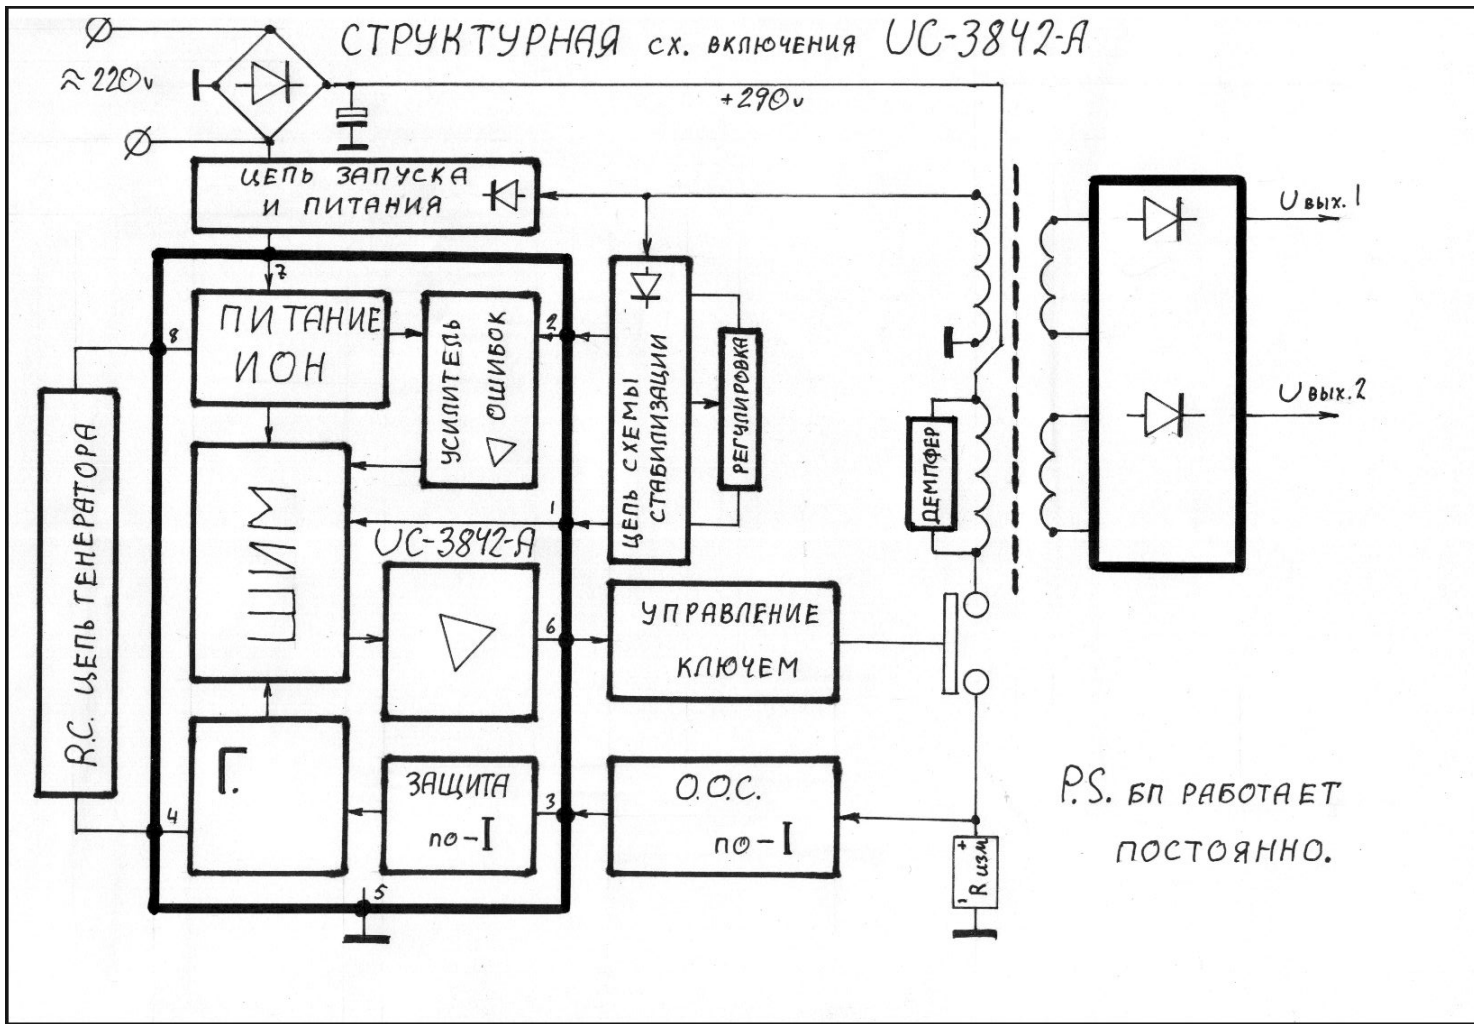 СТРУКТУРНАЯ СХ. ВКЛЮЧЕНИЯ UC-3842-A
≈220v
+290v
ЦЕПЬ ЗАПУСКА
И ПИТАНИЯ
U вых.1
7
ПИТАНИЕ
ИОН
8
УСИЛИТЕЛЬ
ОШИБОК
2
ЦЕПЬ СХЕМЫ
СТАБИЛИЗАЦИИ
РЕГУЛИРОВКА
U вых.2
ДЕМПФЕР
R.C. ЦЕПЬ ГЕНЕРАТОРА
ШИМ
1
UC-3842-A
6
УПРАВЛЕНИЕ
КЛЮЧЕМ
Г.
4
ЗАЩИТА
по-I
3
О.О.С.
по-I
+
R изм
-
5
P.S. БП РАБОТАЕТ
ПОСТОЯННО.